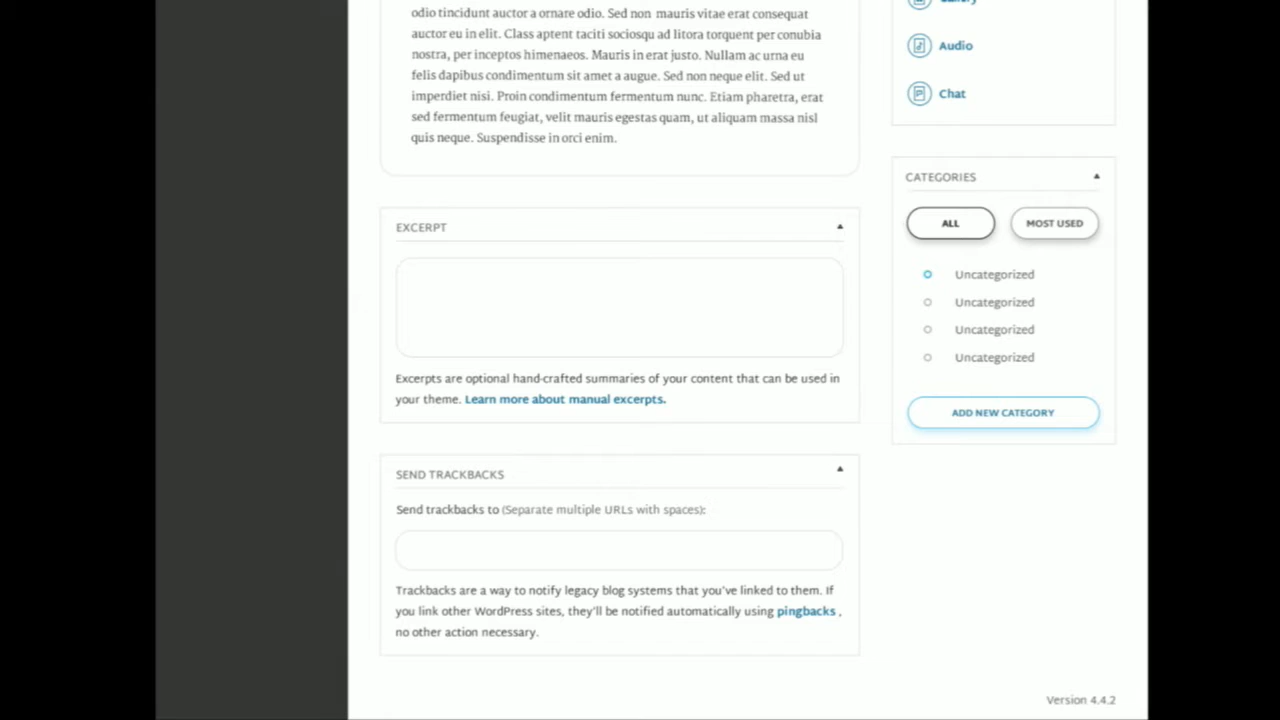 odio tincidunt auctor a ornare odio. Sed non mauris vitae erat consequat
auctor eu in elit. Class aptent taciti sociosqu ad litora torquent per conubia
nostra, per inceptos himenaeos. Mauris in erat justo. Nullam ac urna eu
felis dapibus condimentum sit amet a augue. Sed non neque elit. Sed ut
imperdiet nisi. Proin condimentum fermentum nunc. Etiam pharetra, erat
sed fermentum feugiat, velit mauris egestas quam, ut aliquam massa nisl
quis neque. Suspendisse in orci enim.
EXCERPT
Excerpts are optional hand-crafted summaries of your content that can be used in
your theme. Learn more about manual excerpts.
SEND TRACKBACKS
Send trackbacks to (Separate multiple URLs with spaces):
Trackbacks are a way to notify legacy blog systems that you've linked to them. If
you link other WordPress sites, they'll be notified automatically using pingbacks ,
no other action necessary.
Audio
Chat
CATEGORIES
ALL
MOST USED
Uncategorized
Uncategorized
Uncategorized
Uncategorized
ADD NEW CATEGORY
Version 4.4.2